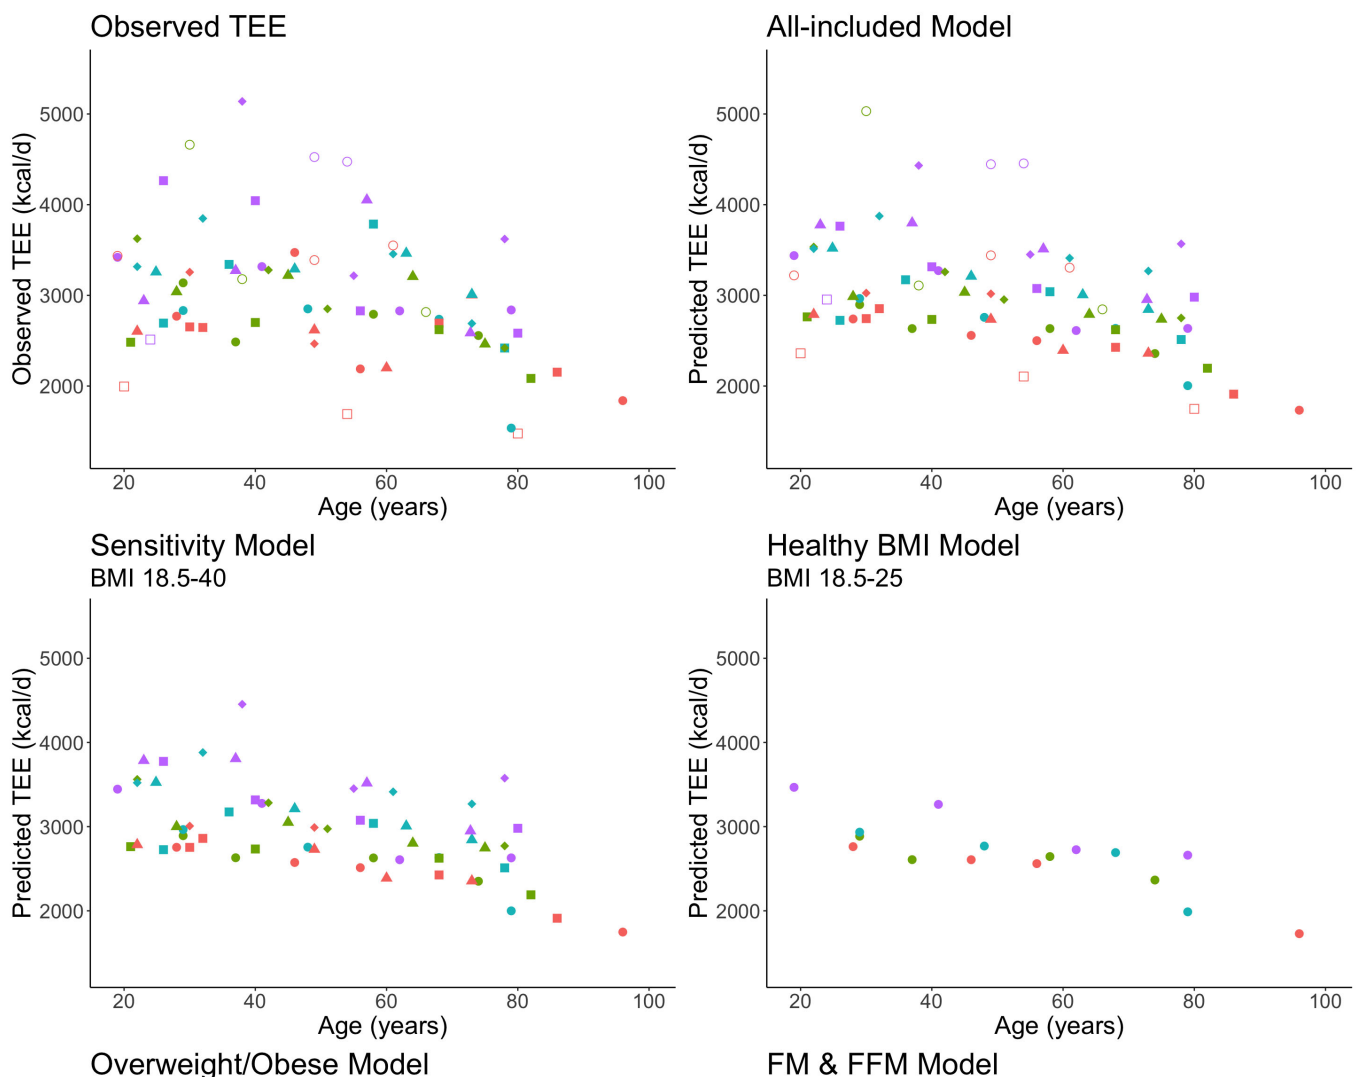 Observed TEE
All-included Model
Observed TEE (kcal/d)
5000
4000
3000
2000
20 40 60 80 100
Age (years)
Predicted TEE (kcal/d)
5000
4000
3000
2000
20 40 60 80 100
Age (years)
Sensitivity Model
BMI 18.5-40
Healthy BMI Model
BMI 18.5-25
Predicted TEE (kcal/d)
5000
4000
3000
2000
20 40 60 80 100
Age (years)
Predicted TEE (kcal/d)
5000
4000
3000
2000
20 40 60 80 100
Age (years)
Overweight/Obese Model
FM & FFM Model